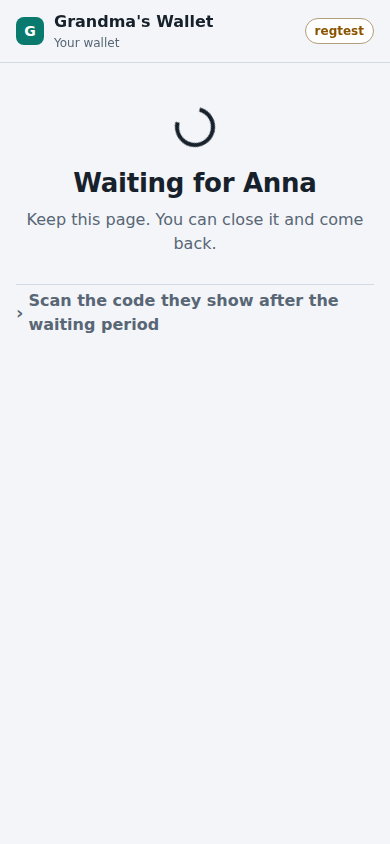 G
Grandma's Wallet
Your wallet
regtest
Waiting for Anna
Keep this page. You can close it and come
back.
› Scan the code they show after the
waiting period